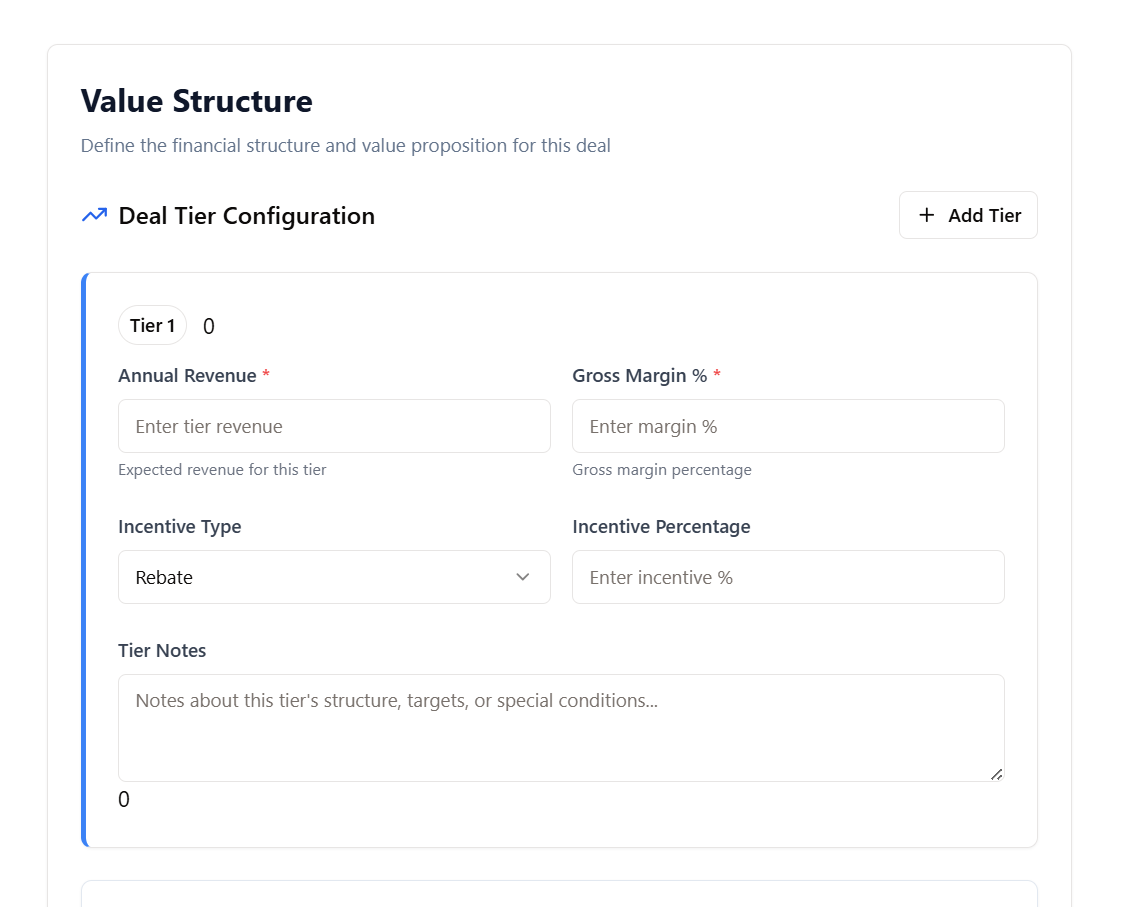 Value Structure
Define the financial structure and value proposition for this deal
Deal Tier Configuration
Add Tier
Tier 1 0
Annual Revenue * Gross Margin % *
Enter tier revenue Enter margin %
Expected revenue for this tier Gross margin percentage
Incentive Type Incentive Percentage
Rebate Enter incentive %
Tier Notes
Notes about this tier's structure, targets, or special conditions...
0